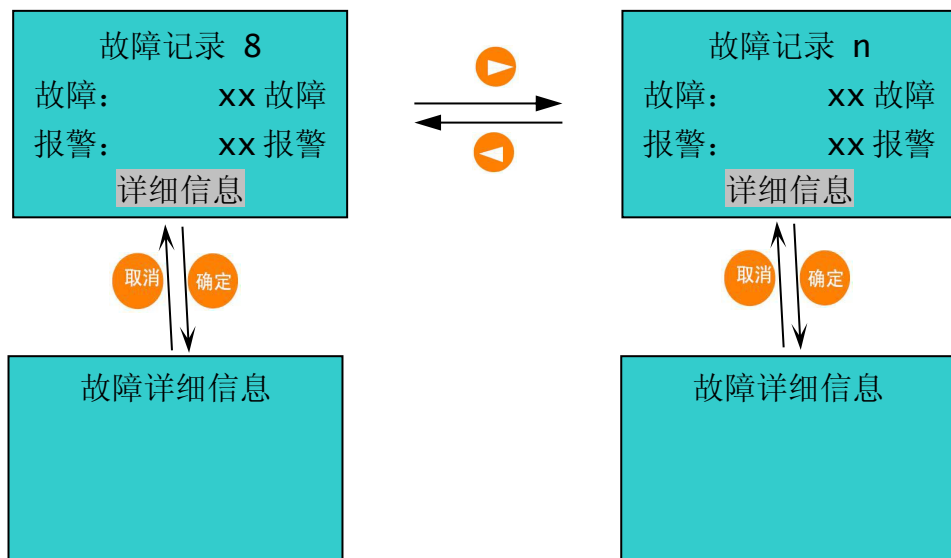 故障记录 8
故障： xx 故障
报警： xx 报警
详细信息
故障记录 n
故障： xx 故障
报警： xx 报警
详细信息
取消 确定
取消 确定
故障详细信息
故障详细信息